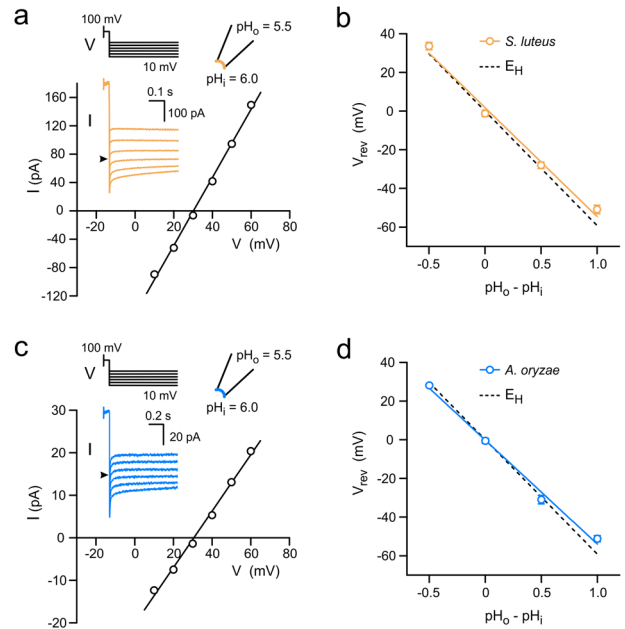 a
100 mV
V
10 mV
pHo = 5.5
pHi = 6.0
0.1 s
100 pA
I
I (pA)
160
120
80
40
0
-40
-80
-120
-20
0
20
40
60
80
V (mV)
b
S. luteus
EH
Vrev (mV)
40
20
0
-20
-40
-60
-0.5
0
0.5
1.0
pHo - pHi
c
100 mV
V
10 mV
pHo = 5.5
pHi = 6.0
0.2 s
20 pA
I
I (pA)
30
20
10
0
-10
-20
-20
0
20
40
60
80
V (mV)
d
A. oryzae
EH
Vrev (mV)
40
20
0
-20
-40
-60
-0.5
0
0.5
1.0
pHo - pHi